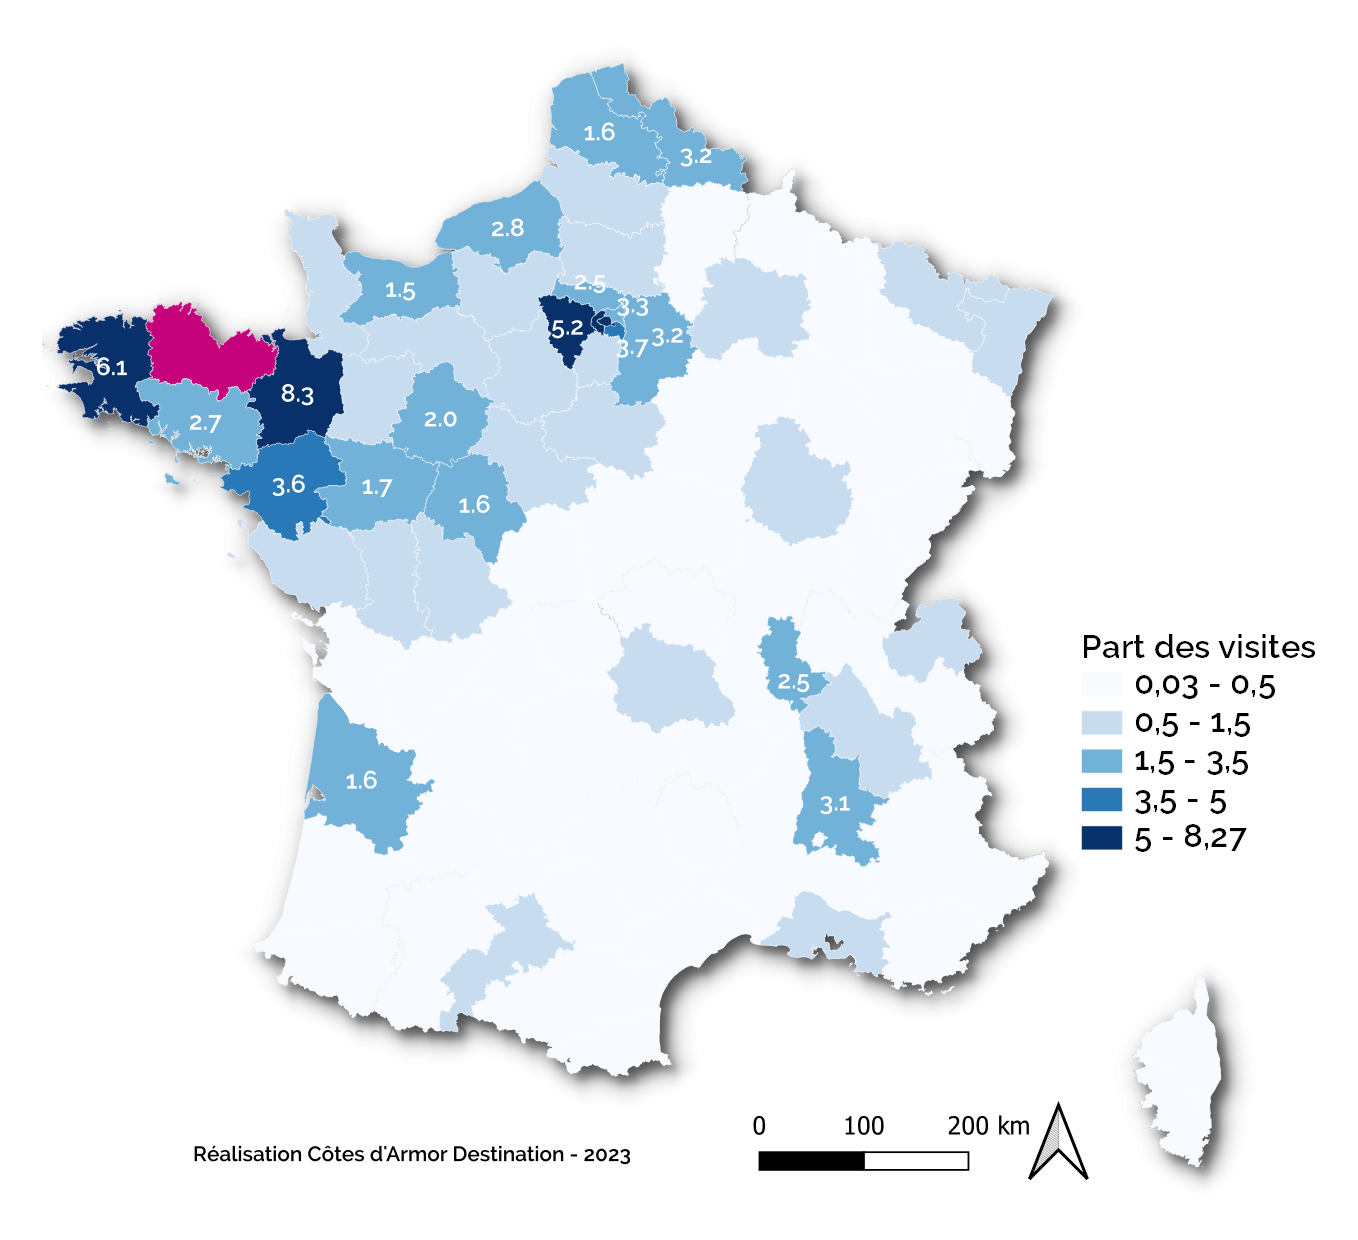 1.6
3.2
2.8
2.5
1.5
3.3
5.2
3.2
3.7
6.1
8.3
2.7
2.0
3.6
1.7
1.6
2.5
1.6
3.1
Part des visites
0,03 - 0,5
0,5 - 1,5
1,5 - 3,5
3,5 - 5
5 - 8,27
0 100 200 km
Réalisation Côtes d'Armor Destination - 2023